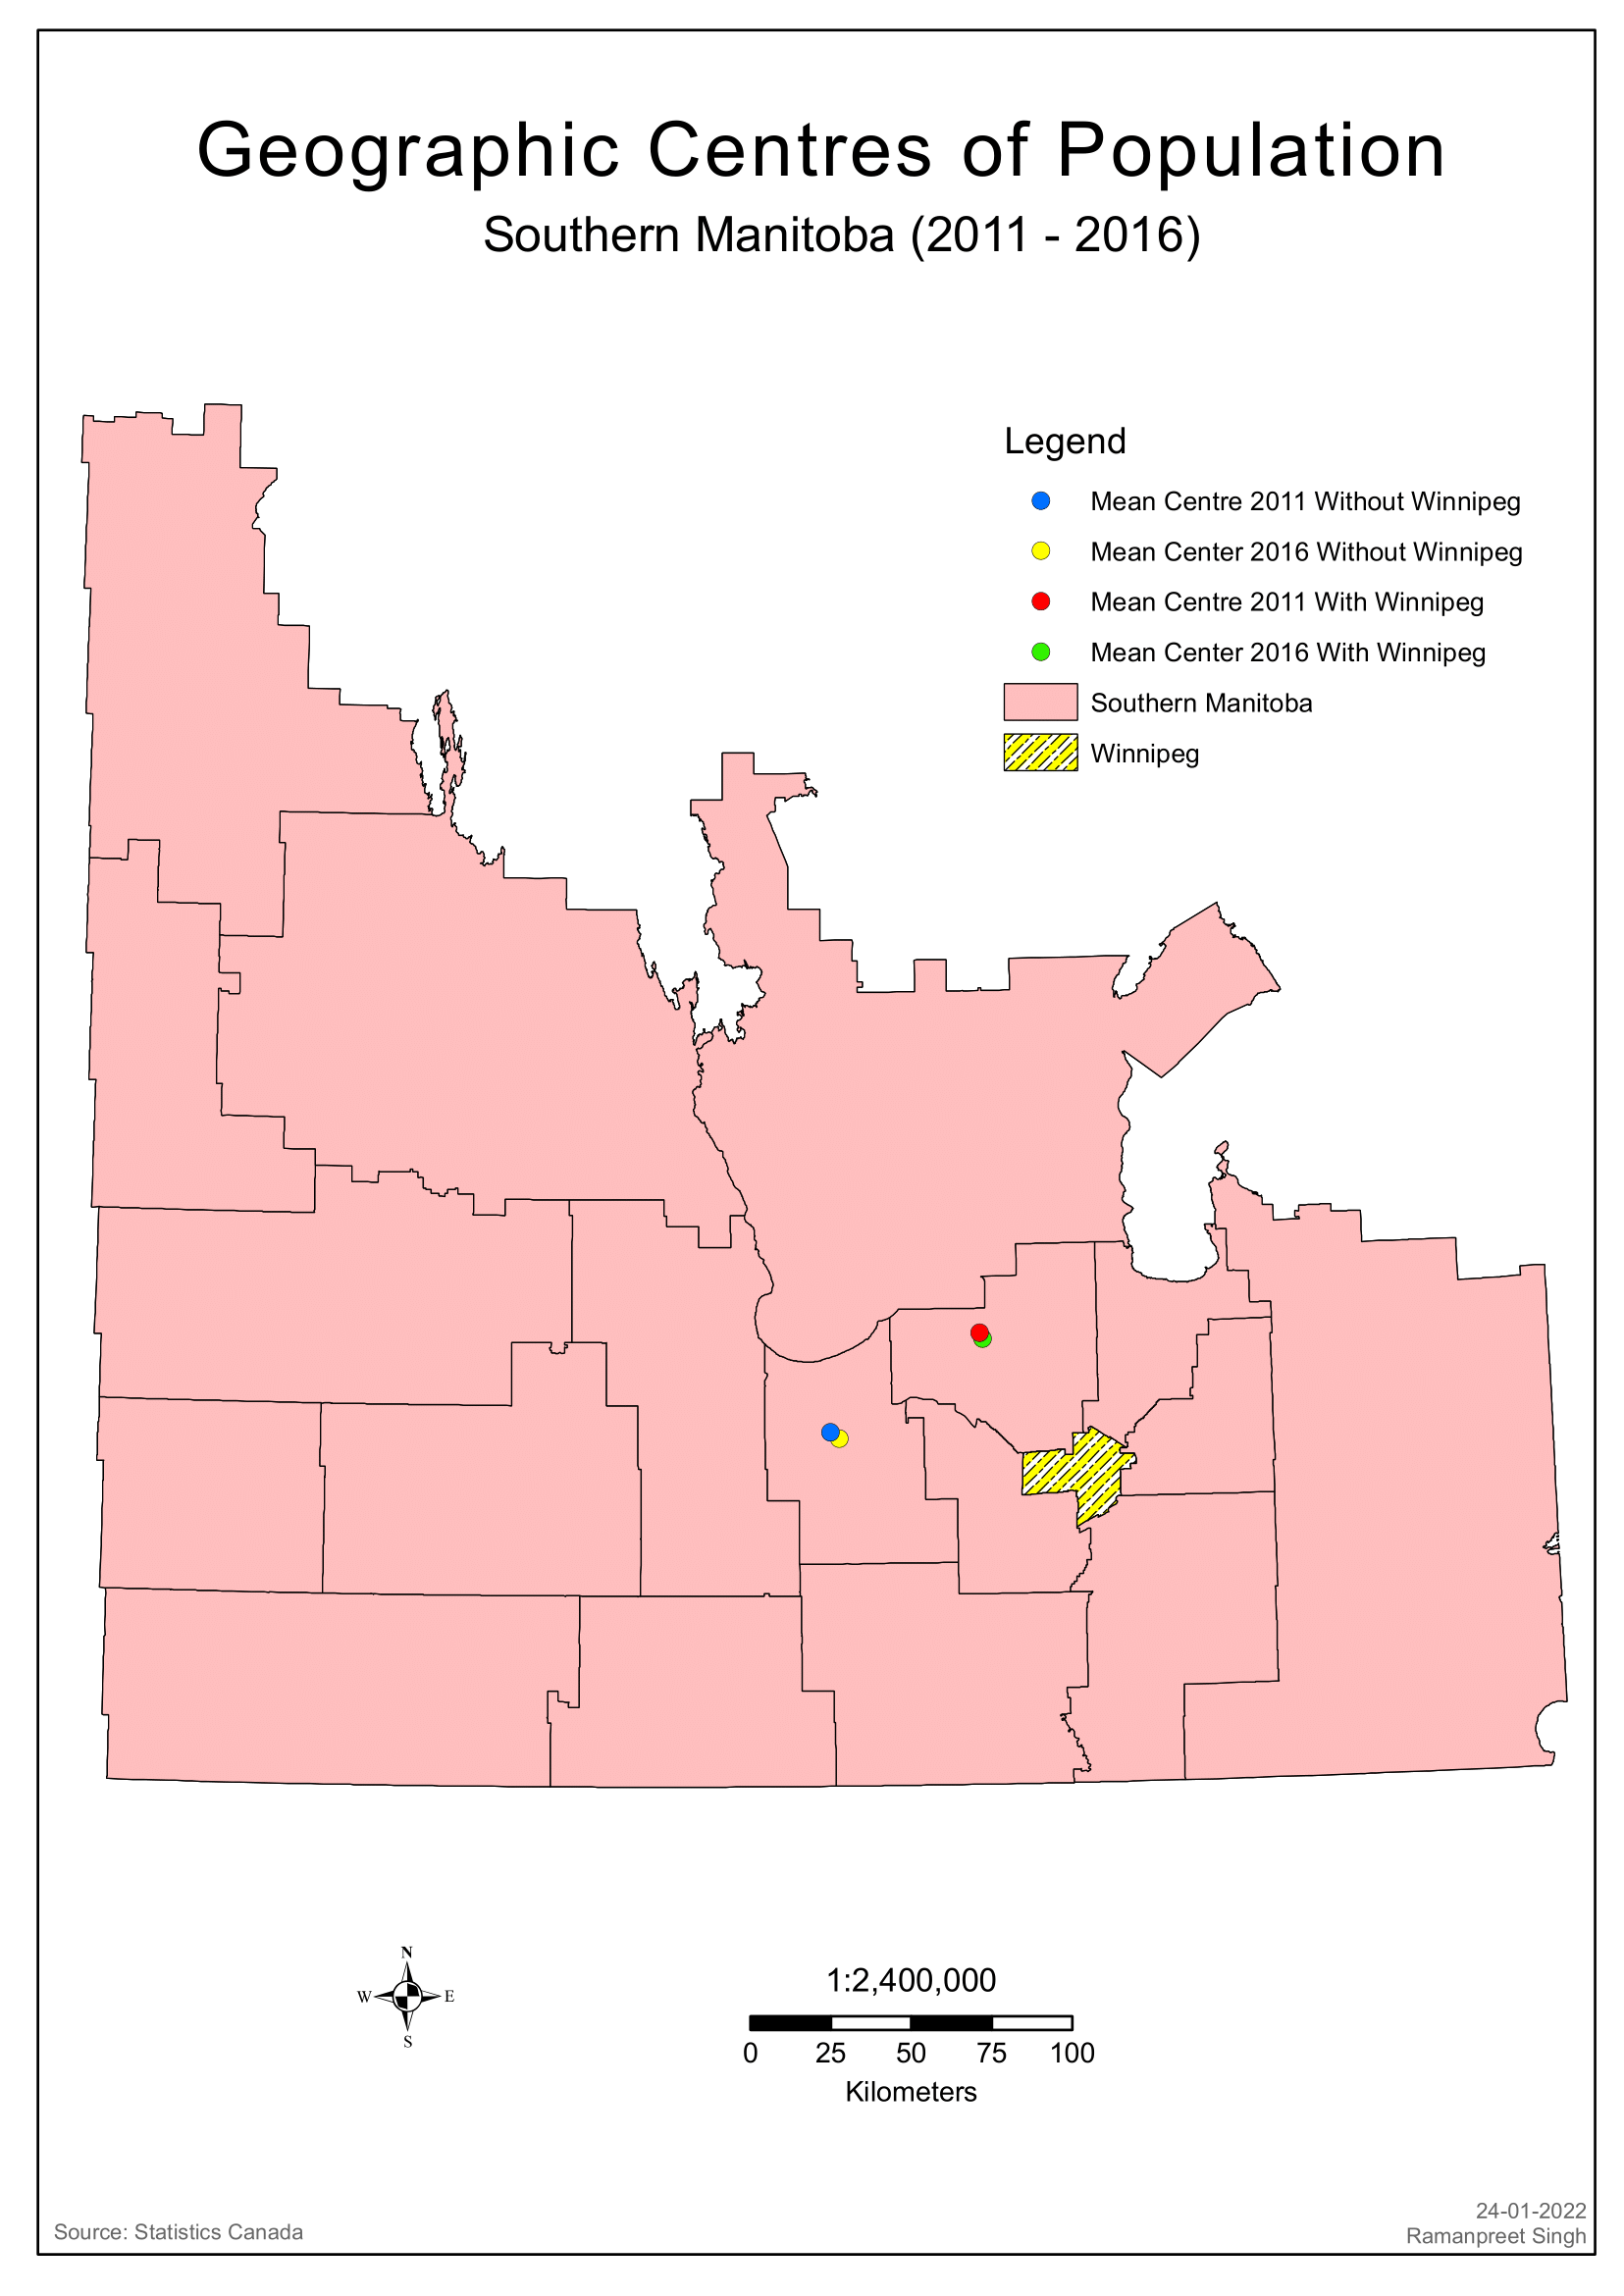 Geographic Centres of Population
Southern Manitoba (2011 - 2016)
Legend
Mean Centre 2011 Without Winnipeg
Mean Center 2016 Without Winnipeg
Mean Centre 2011 With Winnipeg
Mean Center 2016 With Winnipeg
Southern Manitoba
Winnipeg
N
W E
S
1:2,400,000
0 25 50 75 100
Kilometers
Source: Statistics Canada
24-01-2022
Ramanpreet Singh